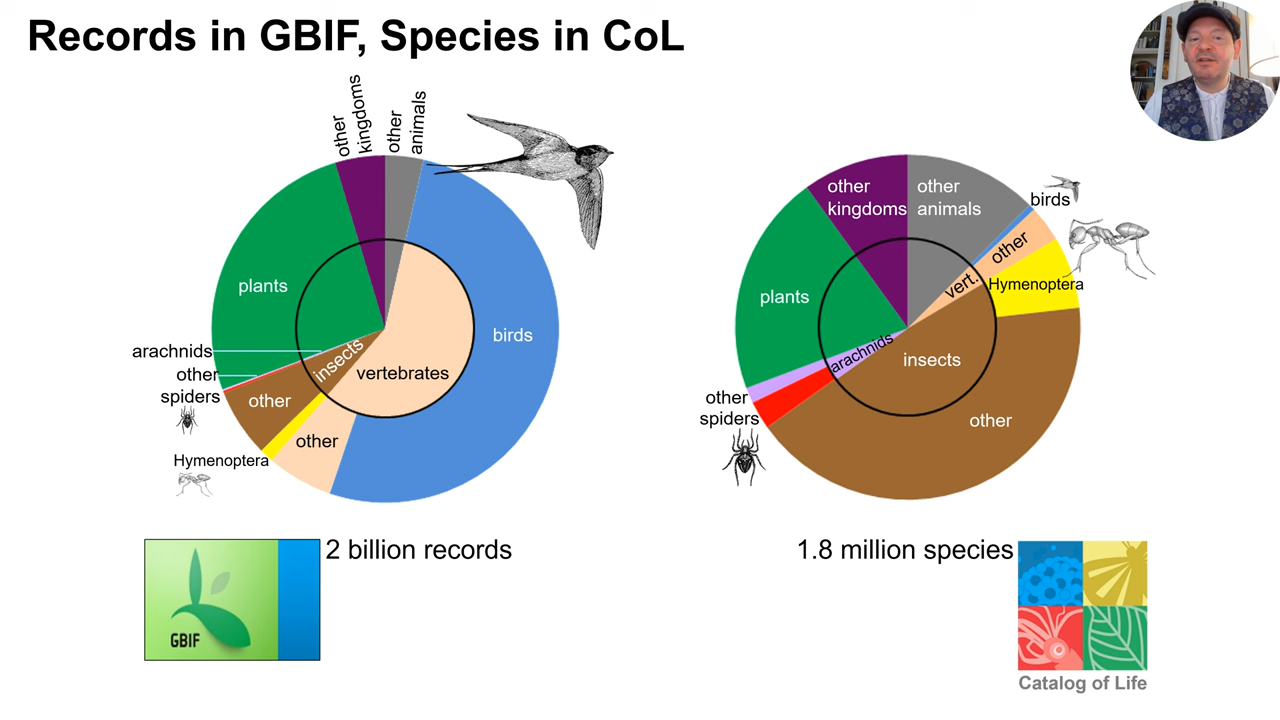 Records in GBIF, Species in CoL
other
kingdoms
other
animals
plants
birds
arachnids
other
spiders
insects
vertebrates
other
other
Hymenoptera
other
kingdoms
other
animals
birds
other
vert.
Hymenoptera
plants
arachnids
insects
other
spiders
other
2 billion records
GBIF
1.8 million species
Catalog of Life